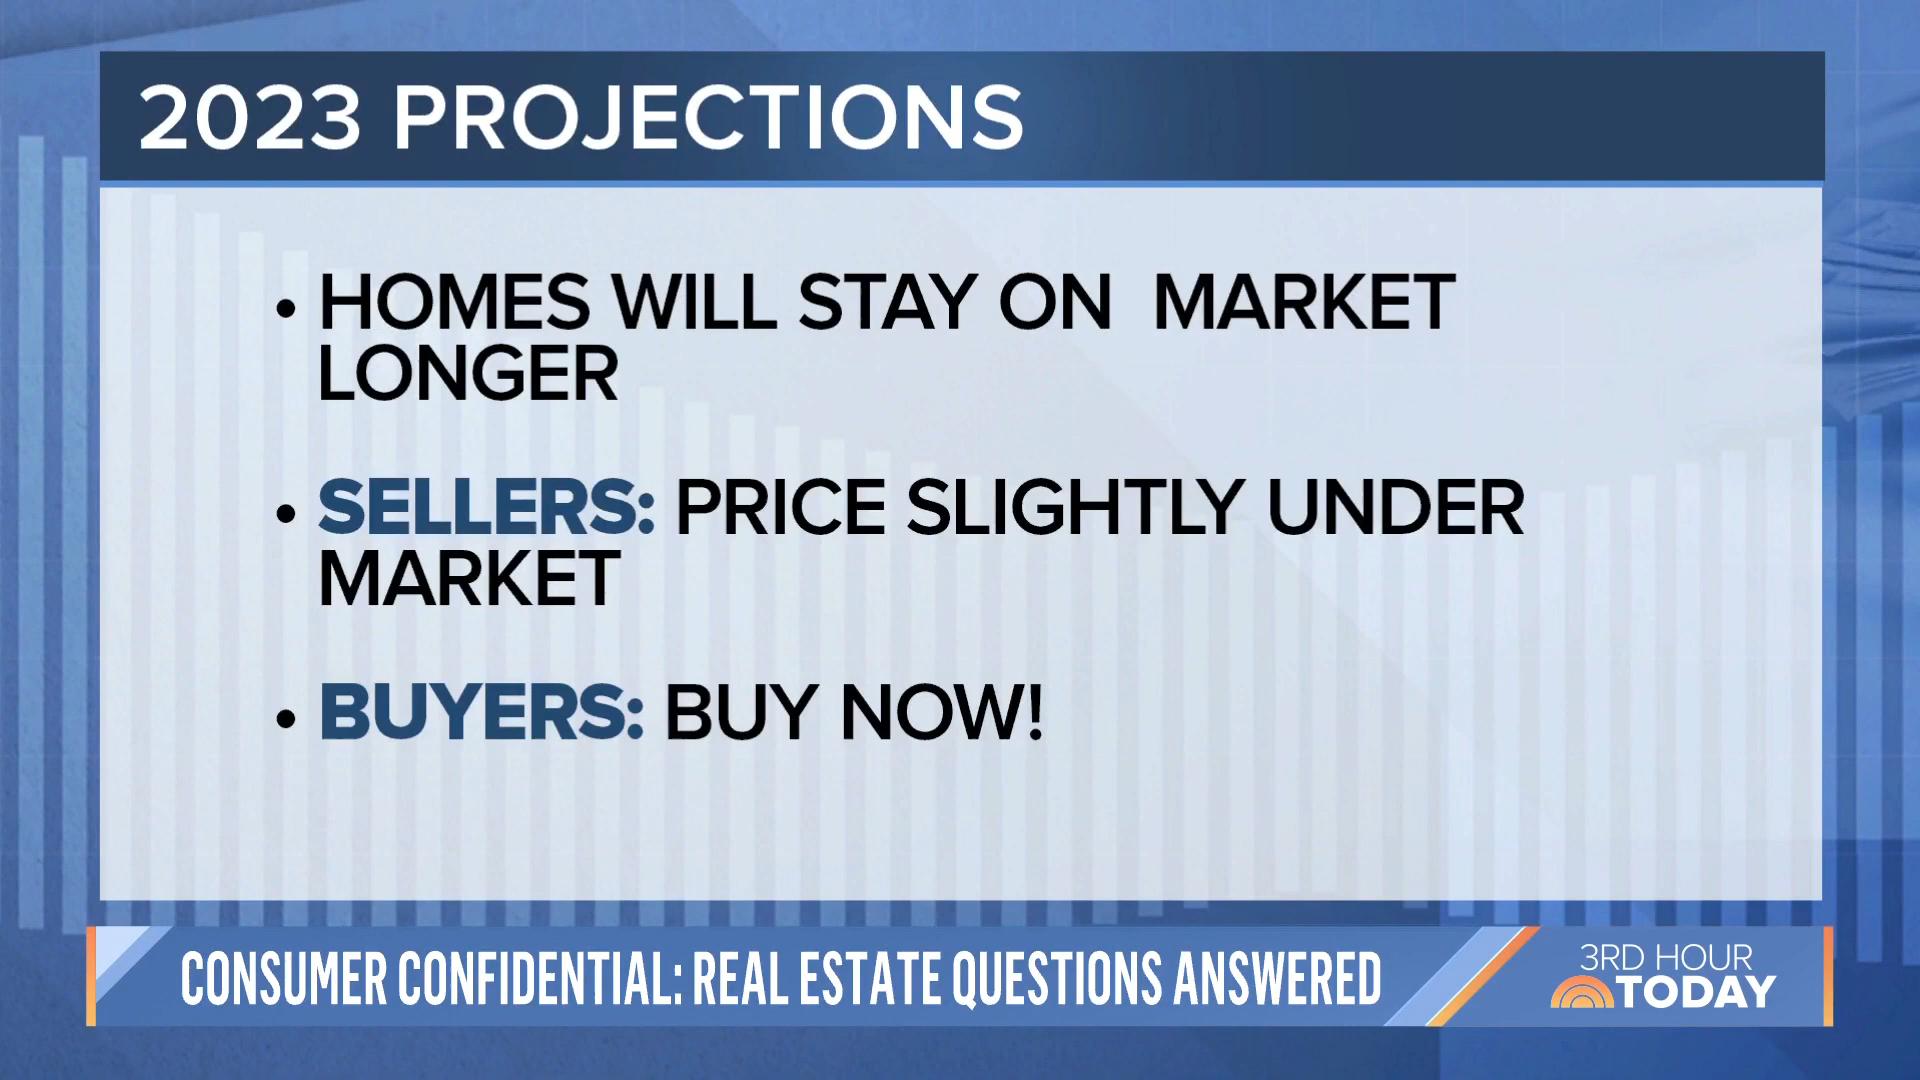 2023 PROJECTIONS
• HOMES WILL STAY ON MARKET
LONGER
• SELLERS: PRICE SLIGHTLY UNDER
MARKET
• BUYERS: BUY NOW!
CONSUMER CONFIDENTIAL: REAL ESTATE QUESTIONS ANSWERED
3RD HOUR
TODAY